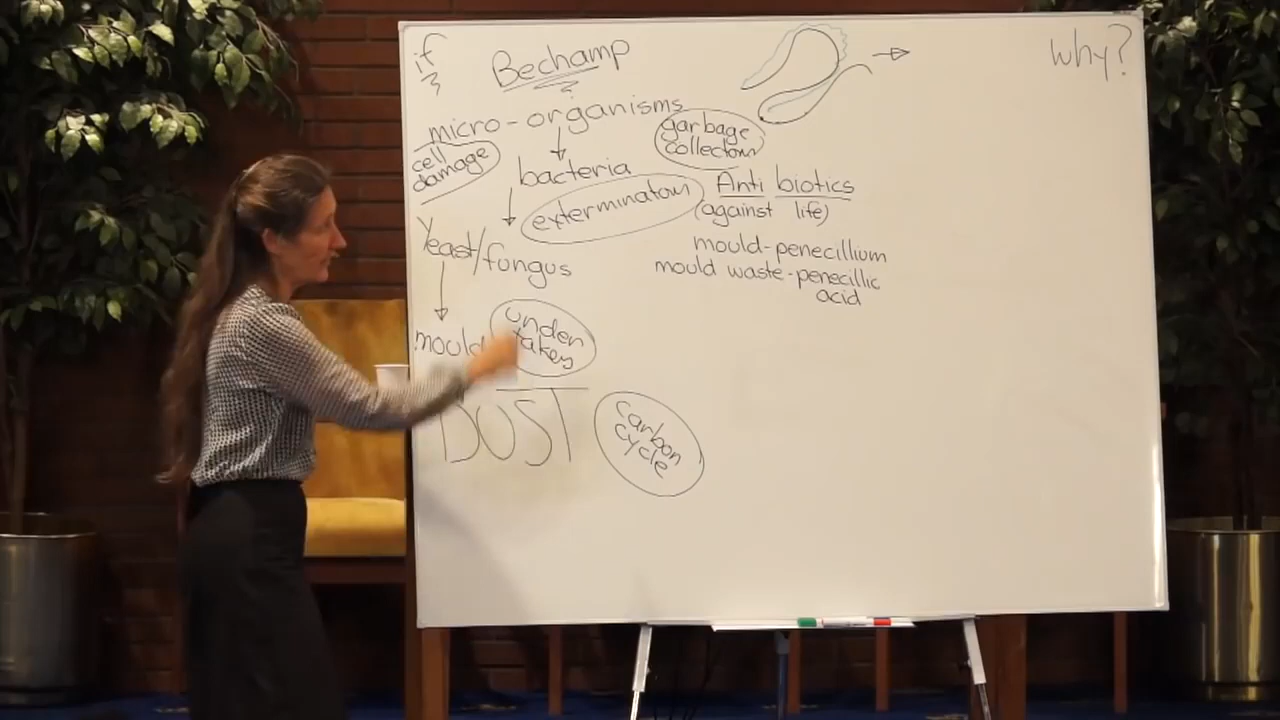 if
Bechamp
why?
micro-organisms
garbage
collectors
cell
damage
bacteria
Anti biotics
exterminators
(against life)
Yeast/fungus
mould-penecillium
mould waste-penecillic
acid
under
takers
mould
DUST
carbon
cycle